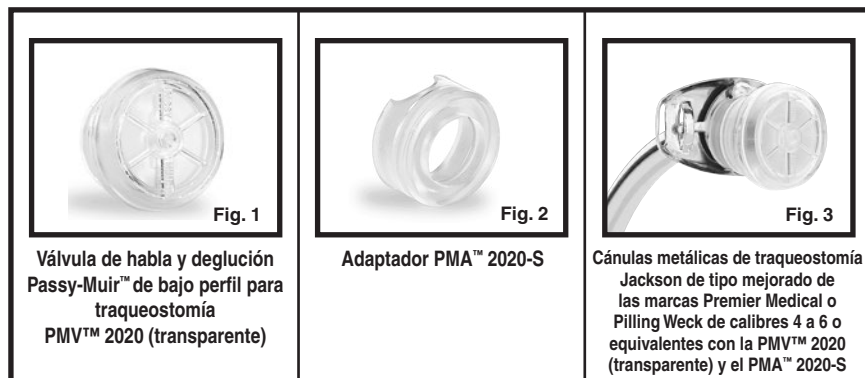 Fig. 1
Válvula de habla y deglución
Passy-Muir™ de bajo perfil para
traqueostomía
PMV™ 2020 (transparente)
Fig. 2
Adaptador PMA™ 2020-S
Fig. 3
Cánulas metálicas de traqueostomía
Jackson de tipo mejorado de
las marcas Premier Medical o
Pilling Weck de calibres 4 a 6 o
equivalentes con la PMV™ 2020
(transparente) y el PMA™ 2020-S